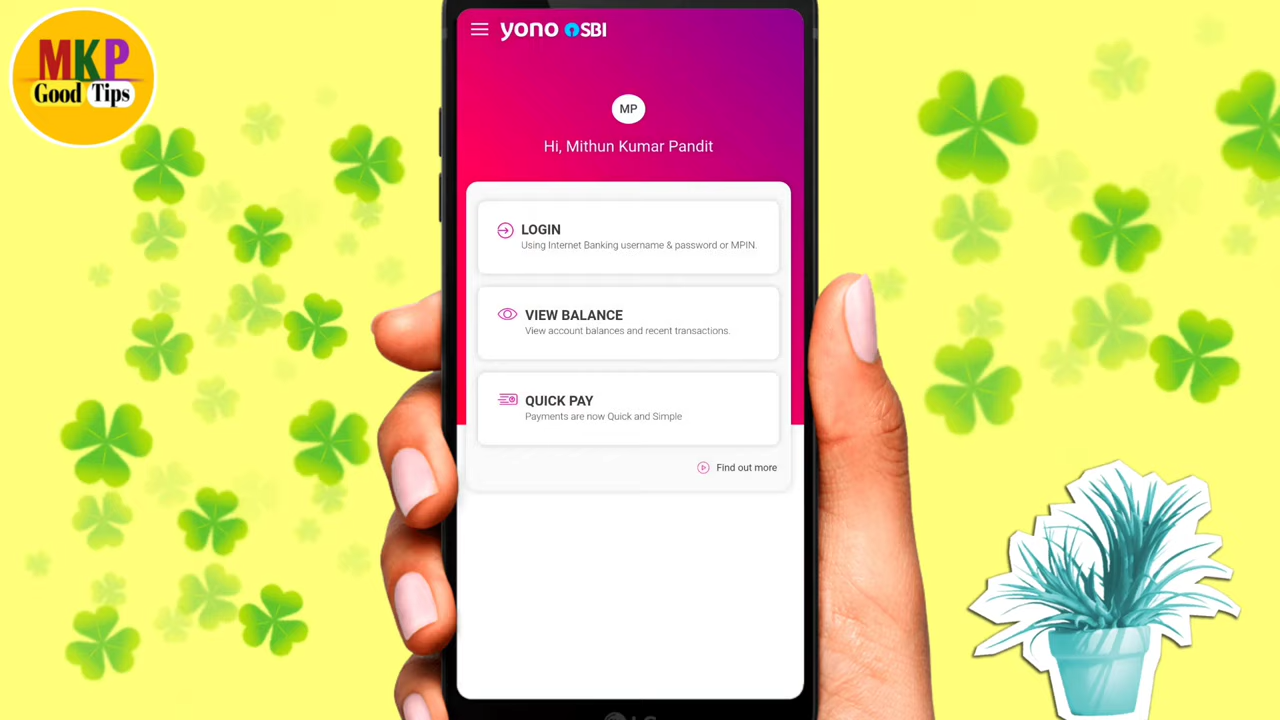 MKP
Good Tips
yono SBI
MP
Hi, Mithun Kumar Pandit
LOGIN
Using Internet Banking username & password or MPIN.
VIEW BALANCE
View account balances and recent transactions.
QUICK PAY
Payments are now Quick and Simple
Find out more
LG